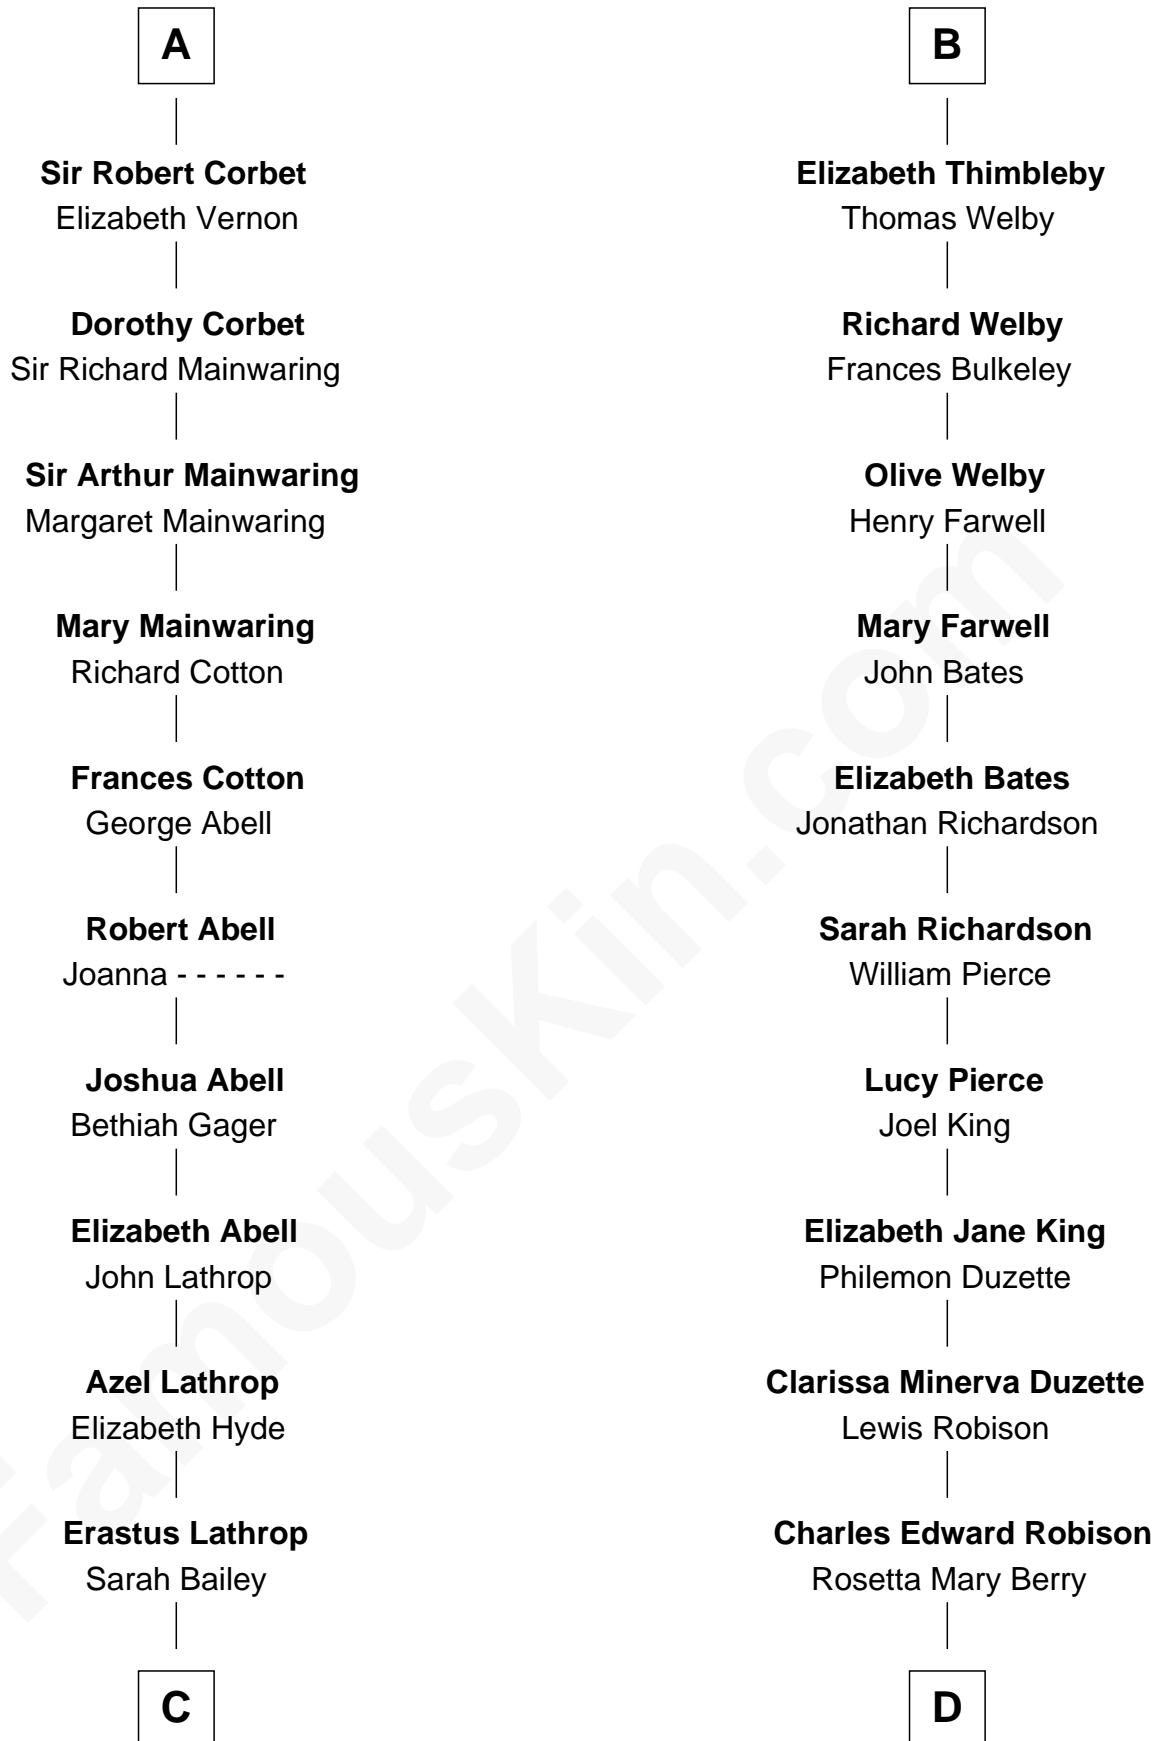 A
Sir Robert Corbet
Elizabeth Vernon
Dorothy Corbet
Sir Richard Mainwaring
Sir Arthur Mainwaring
Margaret Mainwaring
Mary Mainwaring
Richard Cotton
Frances Cotton
George Abell
Robert Abell
Joanna - - - - - -
Joshua Abell
Bethiah Gager
Elizabeth Abell
John Lathrop
Azel Lathrop
Elizabeth Hyde
Erastus Lathrop
Sarah Bailey
C
B
Elizabeth Thimbleby
Thomas Welby
Richard Welby
Frances Bulkeley
Olive Welby
Henry Farwell
Mary Farwell
John Bates
Elizabeth Bates
Jonathan Richardson
Sarah Richardson
William Pierce
Lucy Pierce
Joel King
Elizabeth Jane King
Philemon Duzette
Clarissa Minerva Duzette
Lewis Robison
Charles Edward Robison
Rosetta Mary Berry
D
FamousKin.com